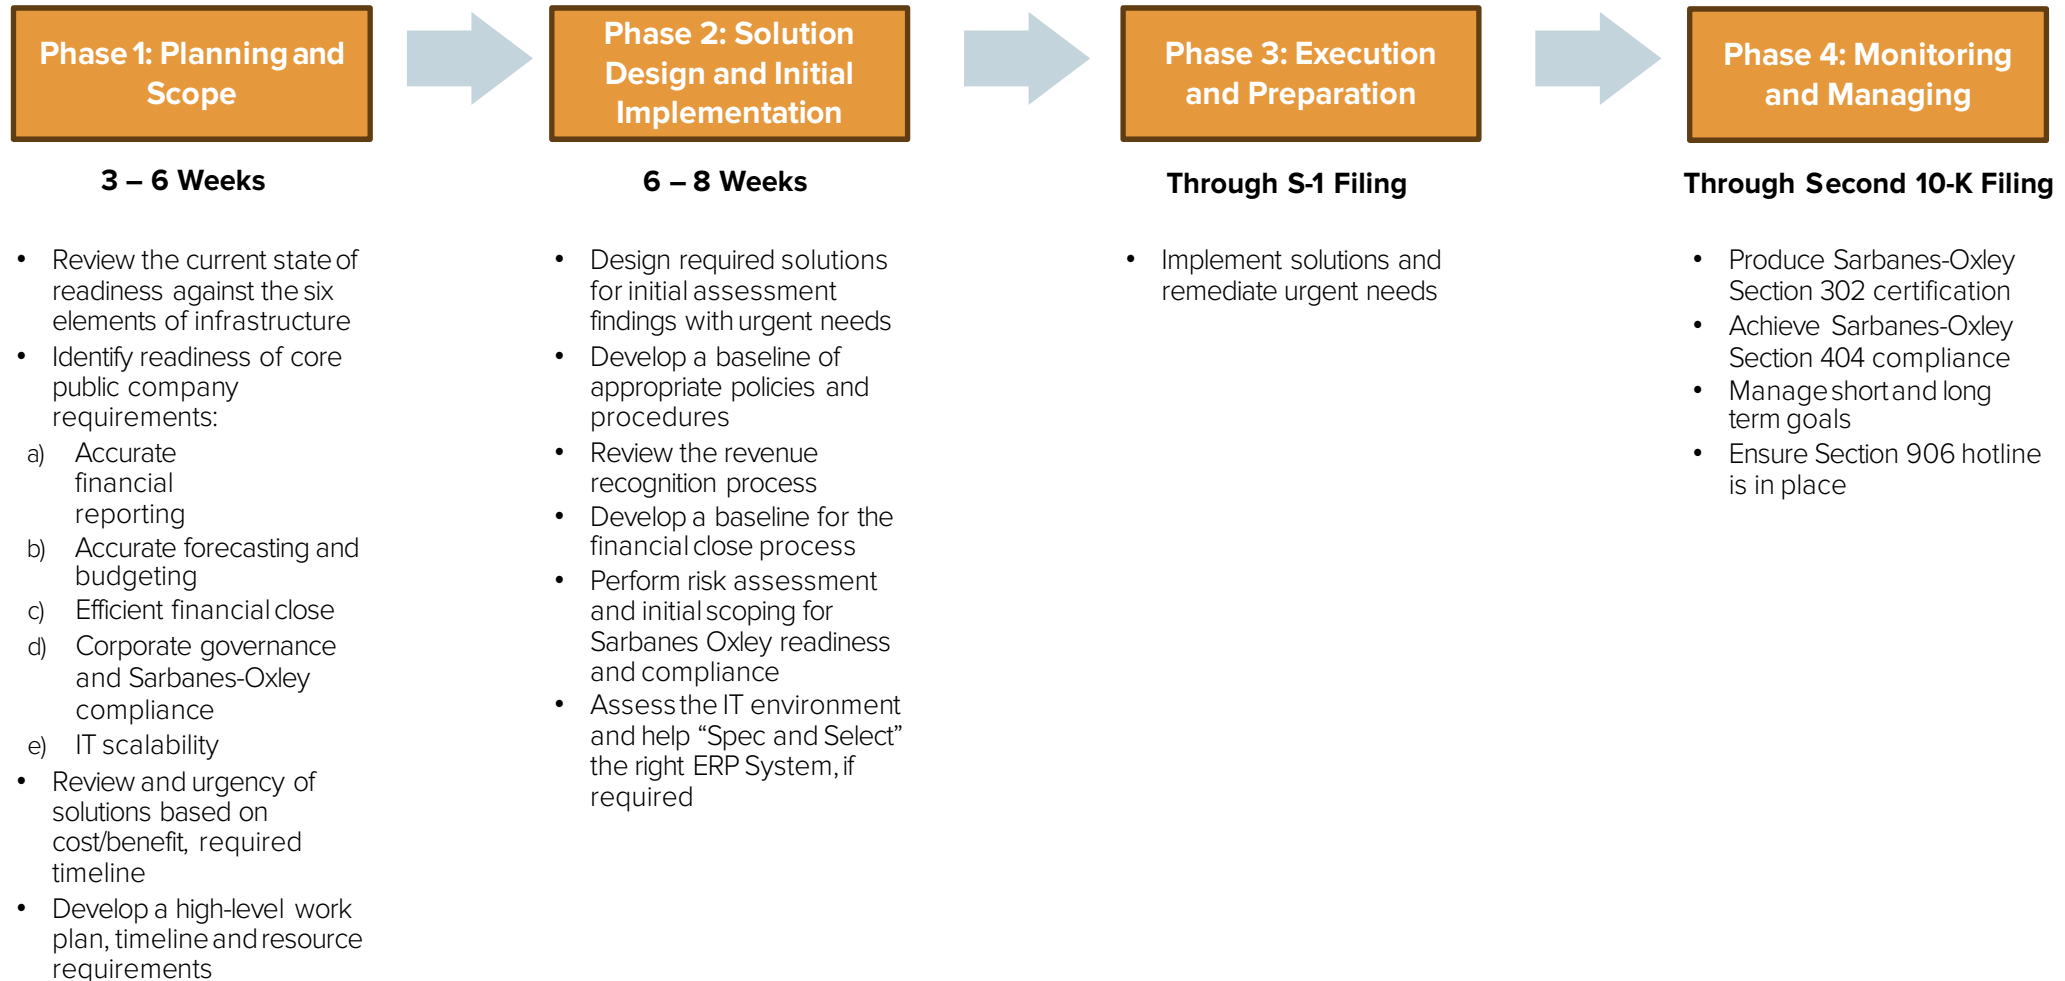 Phase 1: Planning and
Scope
3 – 6 Weeks
• Review the current state of
readiness against the six
elements of infrastructure
• Identify readiness of core
public company
requirements:
a) Accurate
financial
reporting
b) Accurate forecasting and
budgeting
c) Efficient financial close
d) Corporate governance
and Sarbanes-Oxley
compliance
e) IT scalability
• Review and urgency of
solutions based on
cost/benefit, required
timeline
• Develop a high-level work
plan, timeline and resource
requirements
Phase 2: Solution
Design and Initial
Implementation
6 – 8 Weeks
• Design required solutions
for initial assessment
findings with urgent needs
• Develop a baseline of
appropriate policies and
procedures
• Review the revenue
recognition process
• Develop a baseline for the
financial close process
• Perform risk assessment
and initial scoping for
Sarbanes Oxley readiness
and compliance
• Assess the IT environment
and help “Spec and Select”
the right ERP System, if
required
Phase 3: Execution
and Preparation
Through S-1 Filing
• Implement solutions and
remediate urgent needs
Phase 4: Monitoring
and Managing
Through Second 10-K Filing
• Produce Sarbanes-Oxley
Section 302 certification
• Achieve Sarbanes-Oxley
Section 404 compliance
• Manage short and long
term goals
• Ensure Section 906 hotline
is in place